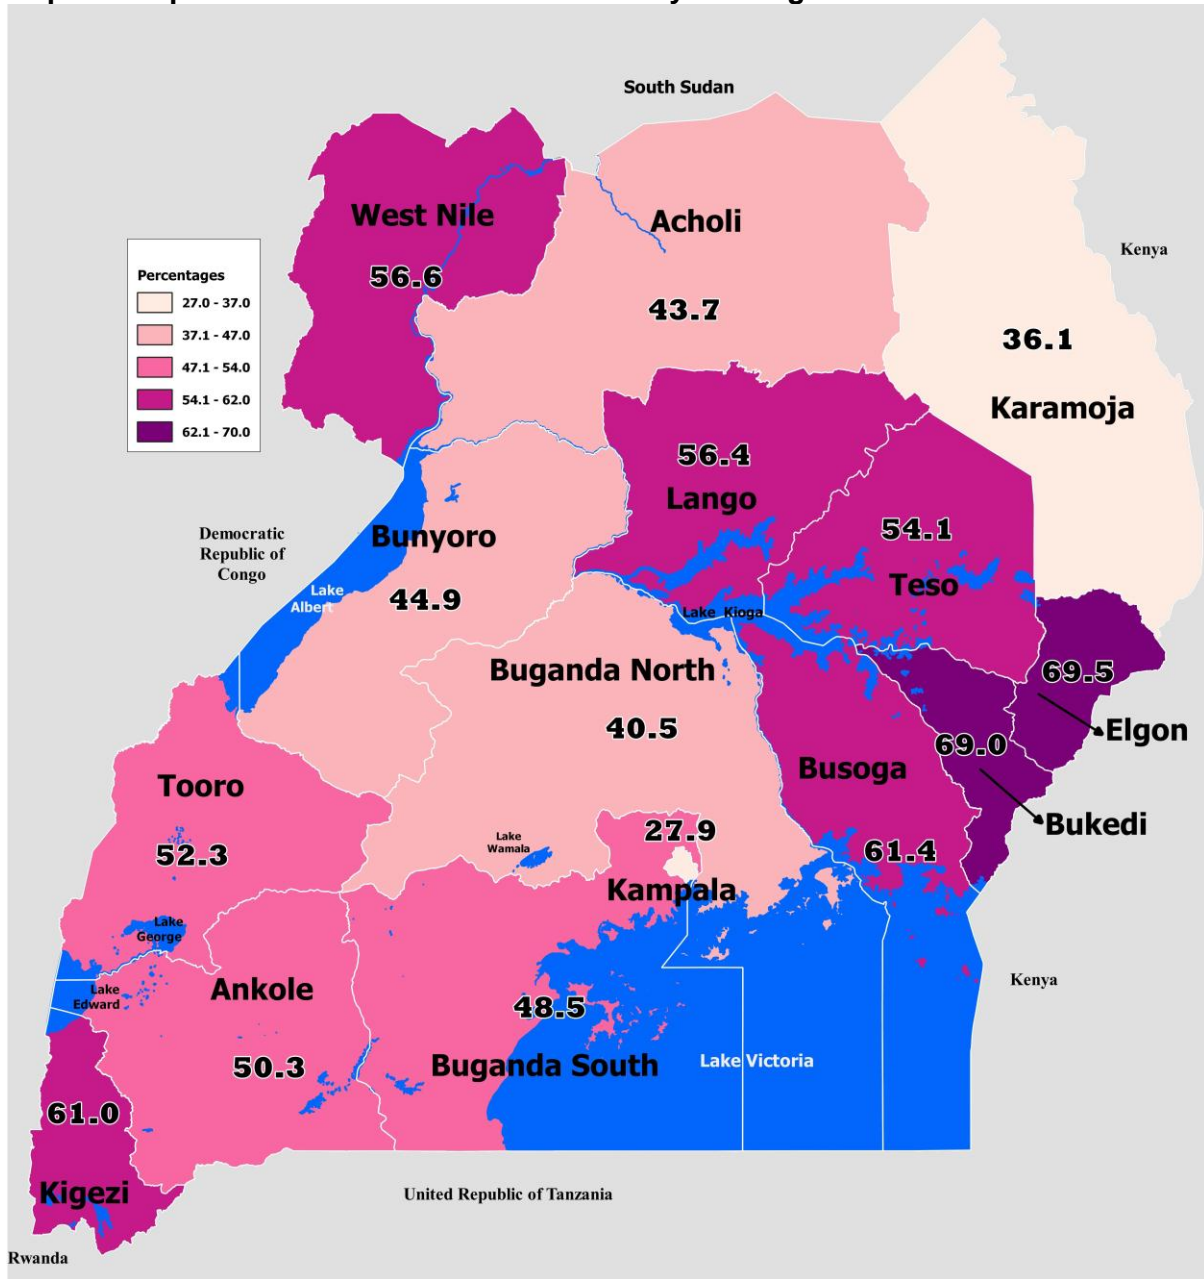 South Sudan
West Nile
56.6
Acholi
43.7
Kenya
Percentages
27.0 - 37.0
37.1 - 47.0
47.1 - 54.0
54.1 - 62.0
62.1 - 70.0
36.1
Karamoja
56.4
Lango
54.1
Teso
Democratic
Republic of
Congo
Bunyoro
44.9
Lake
Albert
Lake Kioga
Buganda North
40.5
69.5
Elgon
69.0
Bukedi
Busoga
61.4
Tooro
52.3
Lake
Wamala
27.9
Kampala
Lake
George
Lake
Edward
Ankole
50.3
48.5
Buganda South
Lake Victoria
Kenya
61.0
Kigezi
United Republic of Tanzania
Rwanda